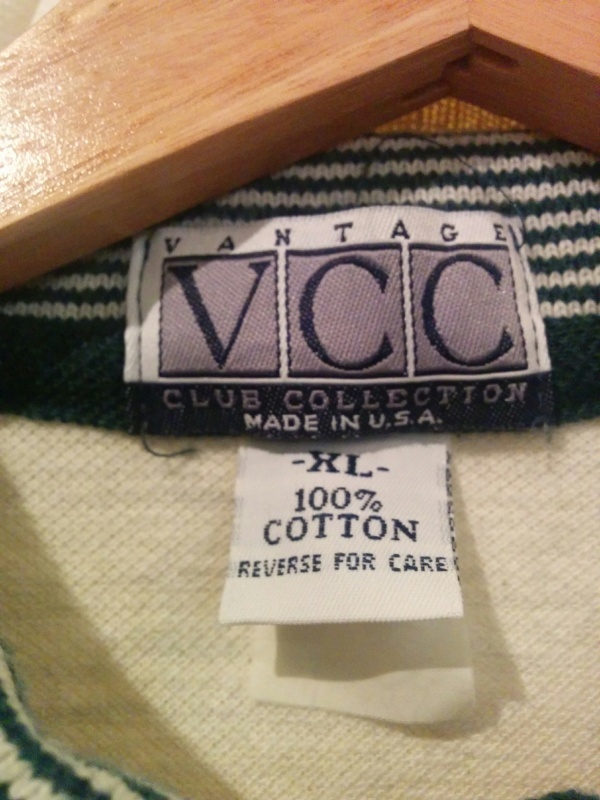 VANTAGE
VCC
CLUB COLLECTION
MADE IN U.S.A.
-XL-
100%
COTTON
REVERSE FOR CARE